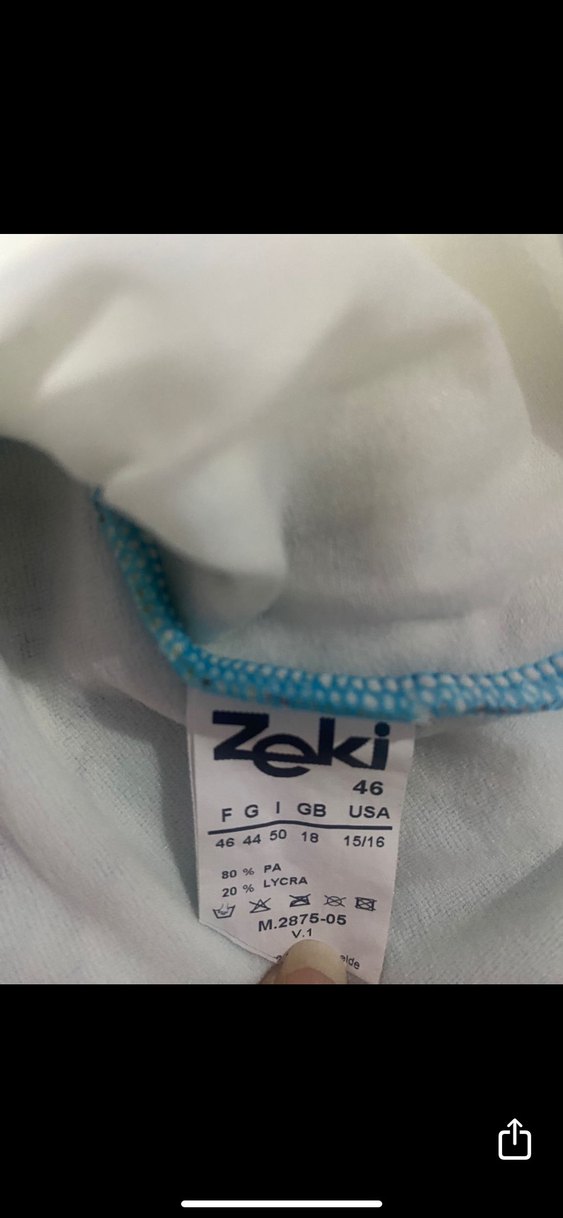 Zeki
46
F G I GB USA
46 44 50 18 15/16
80 % PA
20 % LYCRA
M.2875-05
V.1